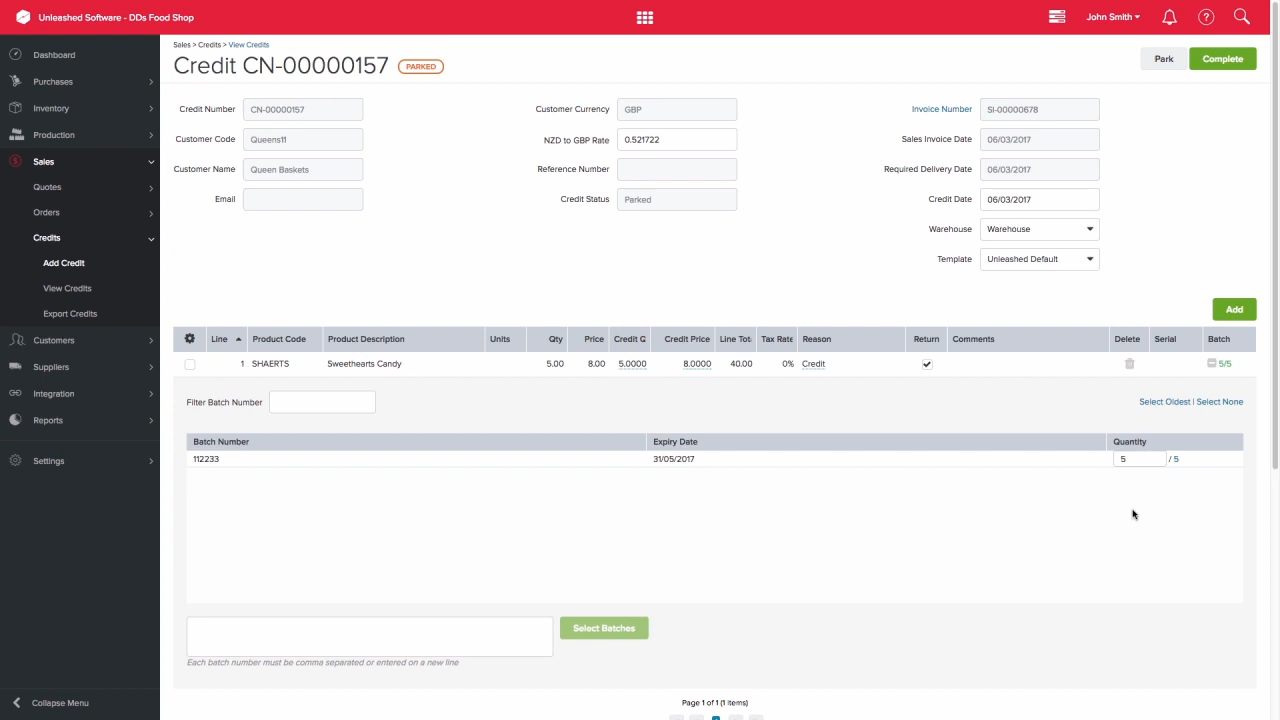 Unleashed Software - DDs Food Shop
John Smith
Dashboard
Purchases
Inventory
Production
Sales
Quotes
Orders
Credits
Add Credit
View Credits
Export Credits
Customers
Suppliers
Integration
Reports
Settings
Collapse Menu
Sales > Credits > View Credits
Credit CN-00000157 PARKED
Park Complete
Credit Number CN-00000157 Customer Currency GBP Invoice Number SI-00000678
Customer Code Queens11 NZD to GBP Rate 0.521722 Sales Invoice Date 06/03/2017
Customer Name Queen Baskets Reference Number Required Delivery Date 06/03/2017
Email Credit Status Parked Credit Date 06/03/2017
Warehouse Warehouse
Template Unleashed Default
Add
Line Product Code Product Description Units Qty Price Credit Q Credit Price Line Tot Tax Rate Reason Return Comments Delete Serial Batch
1 SHAERTS Sweethearts Candy 5.00 8.00 5.0000 8.0000 40.00 0% Credit 5/5
Filter Batch Number Select Oldest | Select None
Batch Number Expiry Date Quantity
112233 31/05/2017 5 / 5
Select Batches
Each batch number must be comma separated or entered on a new line
Page 1 of 1 (1 items)